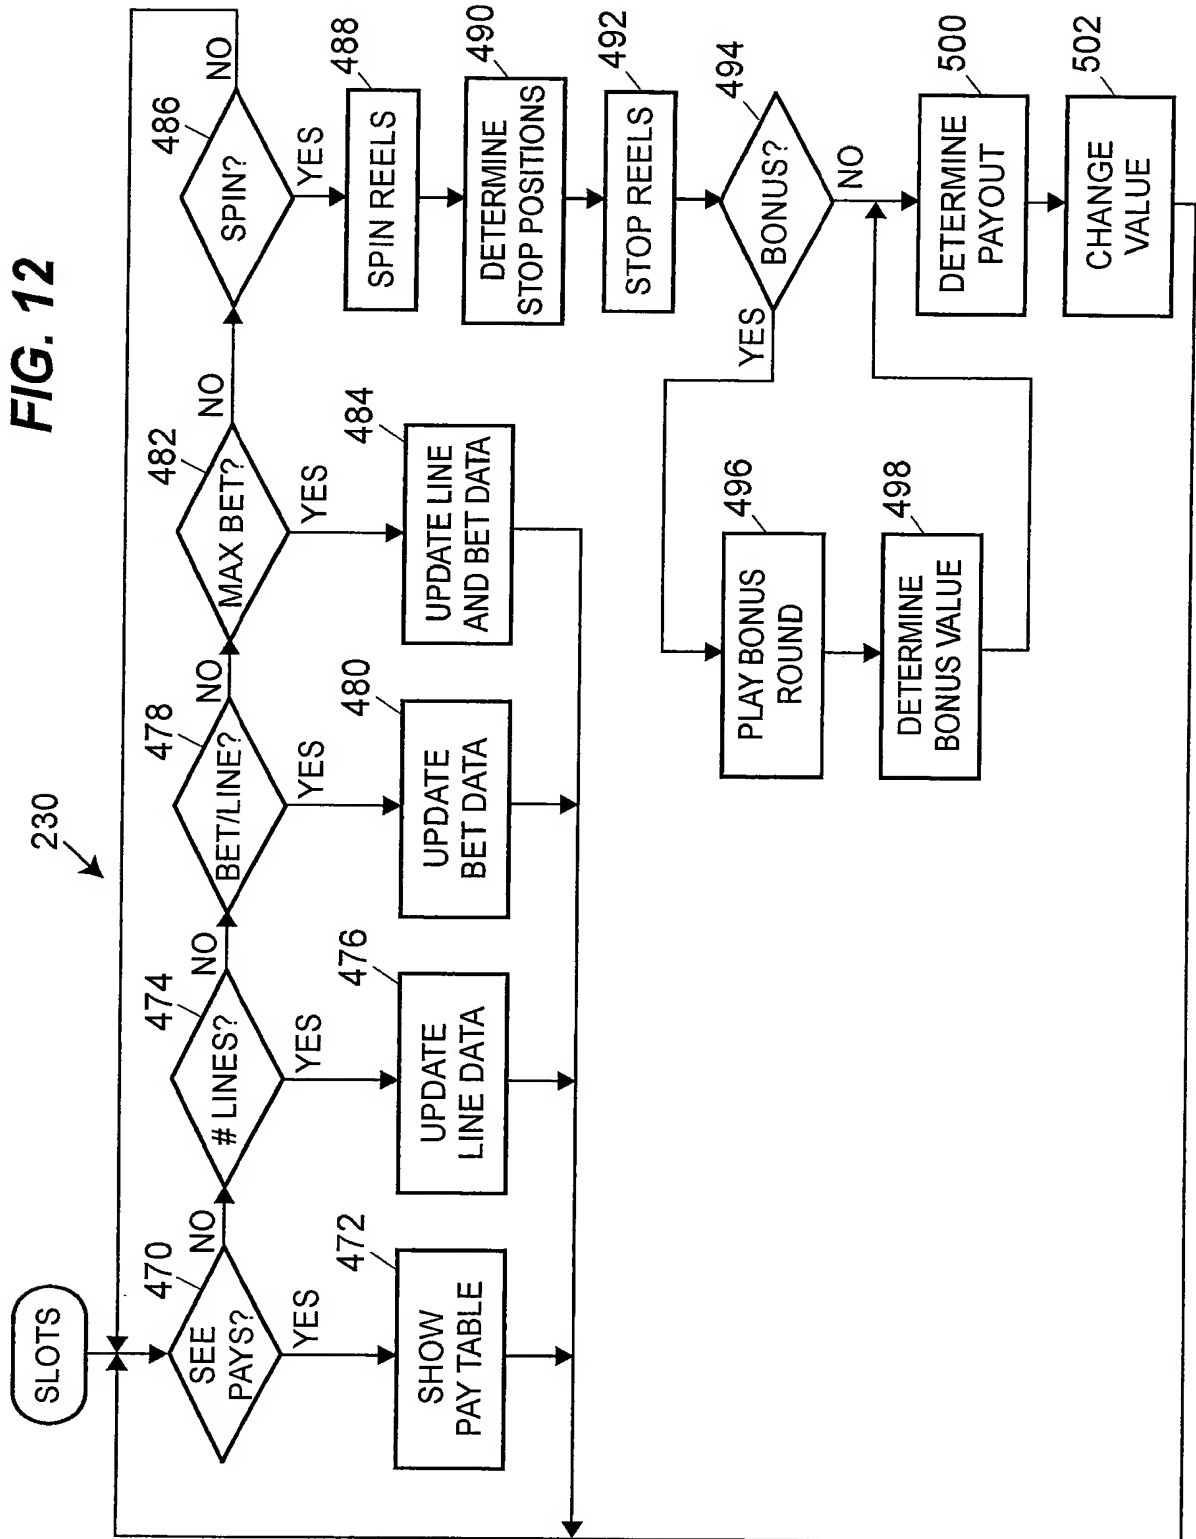 FIG. 12
230
SLOTS
470
SEE
PAYS?
NO
YES
472
SHOW
PAY TABLE
474
# LINES?
NO
YES
476
UPDATE
LINE DATA
478
BET/LINE?
NO
YES
480
UPDATE
BET DATA
482
MAX BET?
NO
YES
484
UPDATE LINE
AND BET DATA
486
SPIN?
NO
YES
488
SPIN REELS
490
DETERMINE
STOP POSITIONS
492
STOP REELS
494
BONUS?
YES
NO
496
PLAY BONUS
ROUND
498
DETERMINE
BONUS VALUE
500
DETERMINE
PAYOUT
502
CHANGE
VALUE